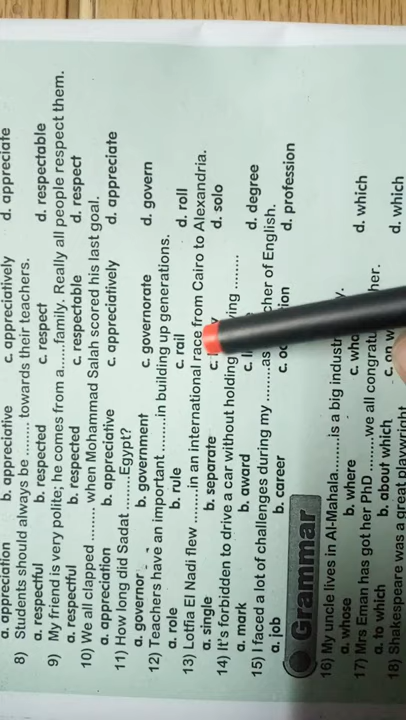 a. appreciation b. appreciative c. appreciatively d. appreciate
8) Students should always be ......... towards their teachers.
a. respectful b. respected c. respect d. respectable
9) My friend is very polite; he comes from a.......family. Really all people respect them.
a. respectful b. respected c. respectable d. respect
10) We all clapped ......... when Mohammad Salah scored his last goal.
a. appreciation b. appreciative c. appreciatively d. appreciate
11) How long did Sadat.........Egypt?
a. governor b. government c. governorate d. govern
12) Teachers have an important.........in building up generations.
a. role b. rule c. rail d. roll
13) Lotfia El Nadi flew.........in an international race from Cairo to Alexandria.
a. single b. separate d. solo
14) It's forbidden to drive a car without holding ving .........
a. mark b. award d. degree
15) I faced a lot of challenges during my .........as cher of English.
a. job b. career d. profession
Grammar
16) My uncle lives in Al-Mahala.........is a big industr y.
a. whose b. where c. who d. which
17) Mrs Eman has got her PhD .........we all congratu her.
a. to which b. about which c. on w d. which
18) Shakespeare was a great playwright